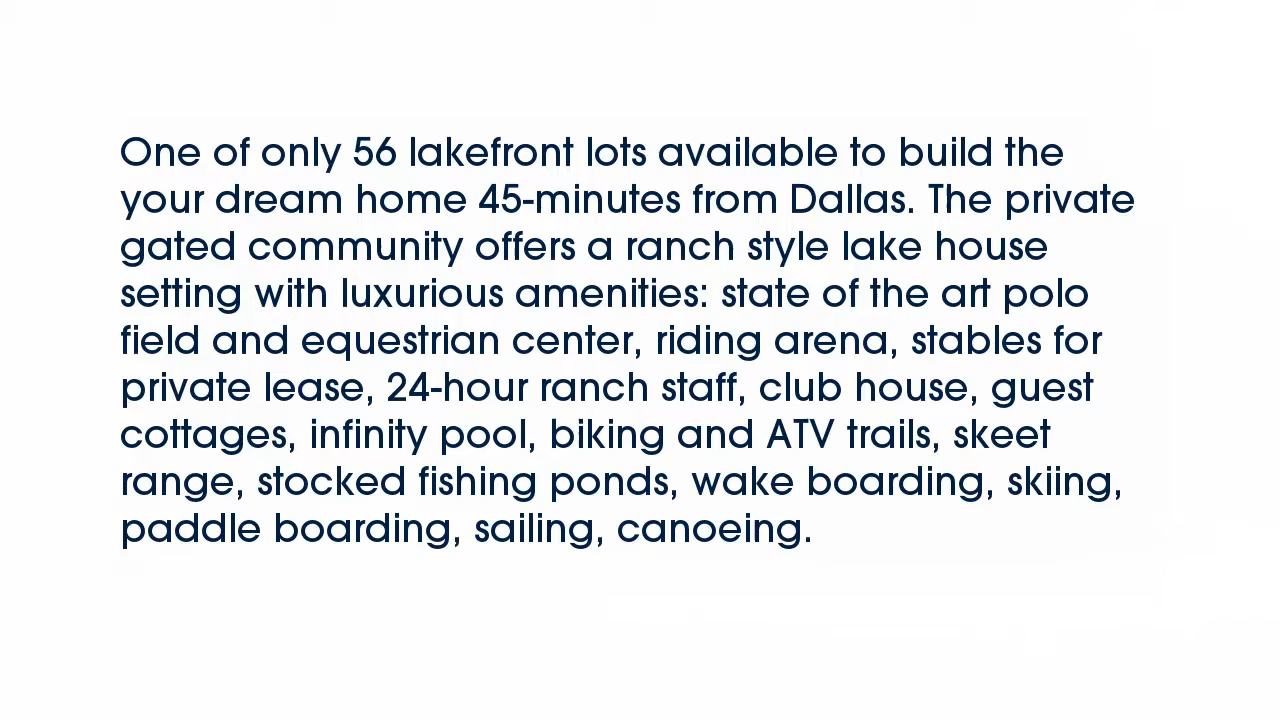 One of only 56 lakefront lots available to build the
your dream home 45-minutes from Dallas. The private
gated community offers a ranch style lake house
setting with luxurious amenities: state of the art polo
field and equestrian center, riding arena, stables for
private lease, 24-hour ranch staff, club house, guest
cottages, infinity pool, biking and ATV trails, skeet
range, stocked fishing ponds, wake boarding, skiing,
paddle boarding, sailing, canoeing.